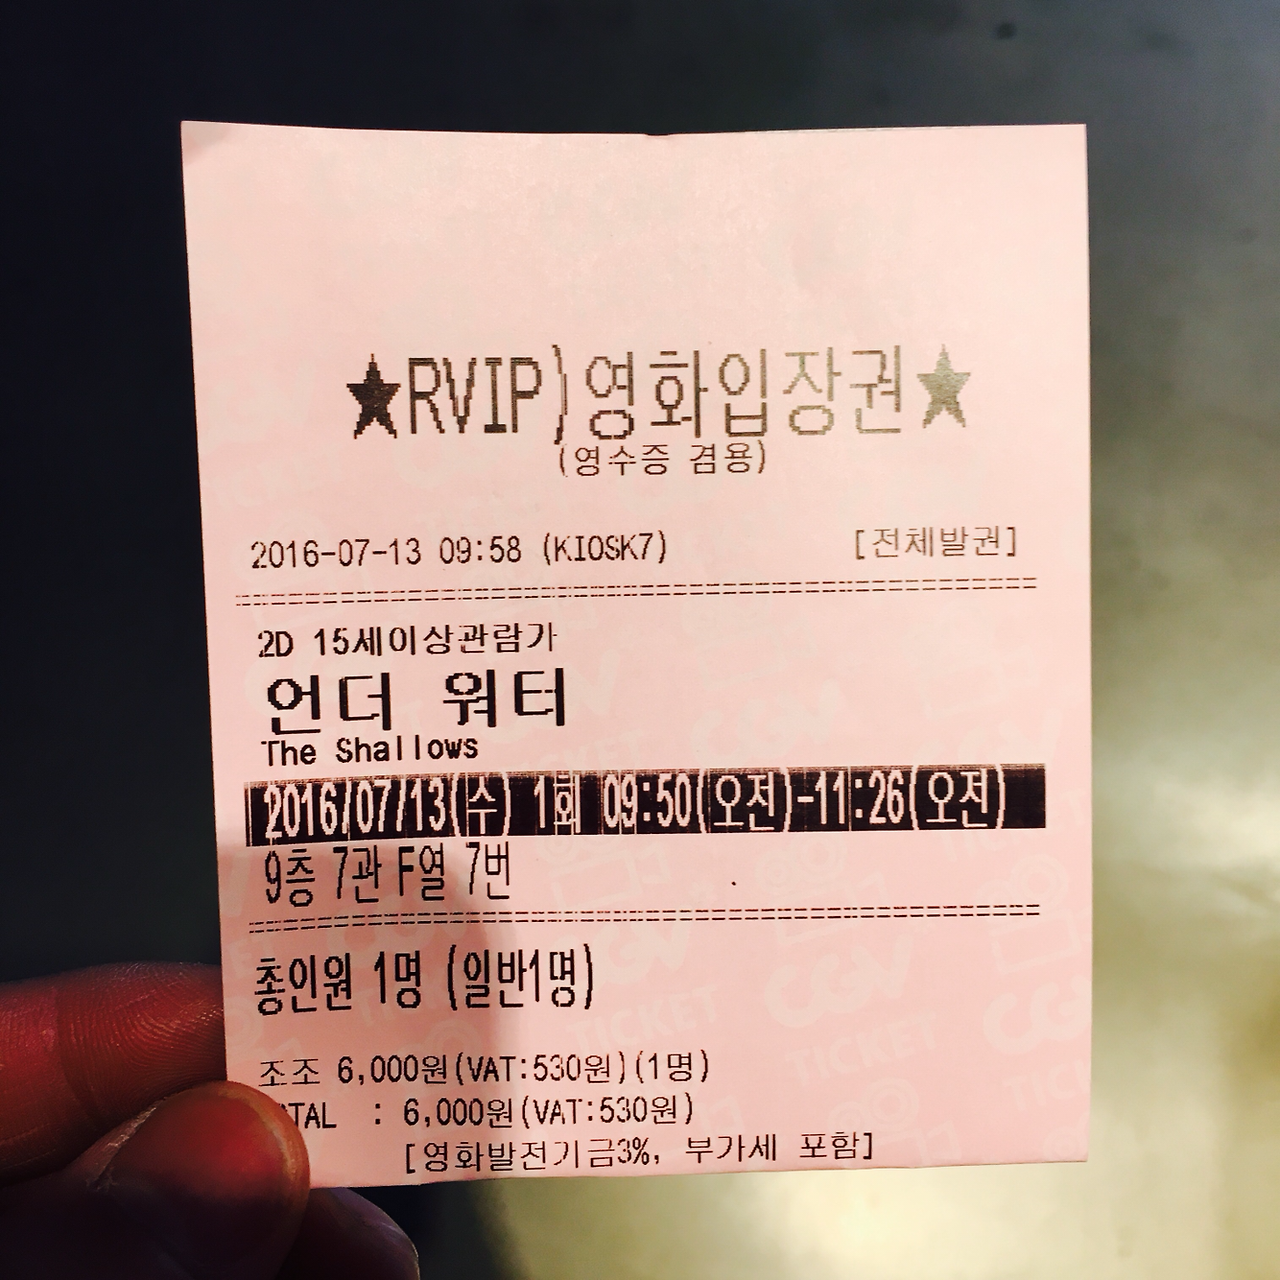 ★RVIP)영화입장권★
(영수증 겸용)
2016-07-13 09:58 (KIOSK7) [전체발권]
2D 15세이상관람가
언더 워터
The Shallows
2016/07/13(수) 1회 09:50(오전)-11:26(오전)
9층 7관 F열 7번
총인원 1명 (일반1명)
조조 6,000원(VAT:530원)(1명)
TAL : 6,000원(VAT:530원)
[영화발전기금3%, 부가세 포함]
CGV
TICKET